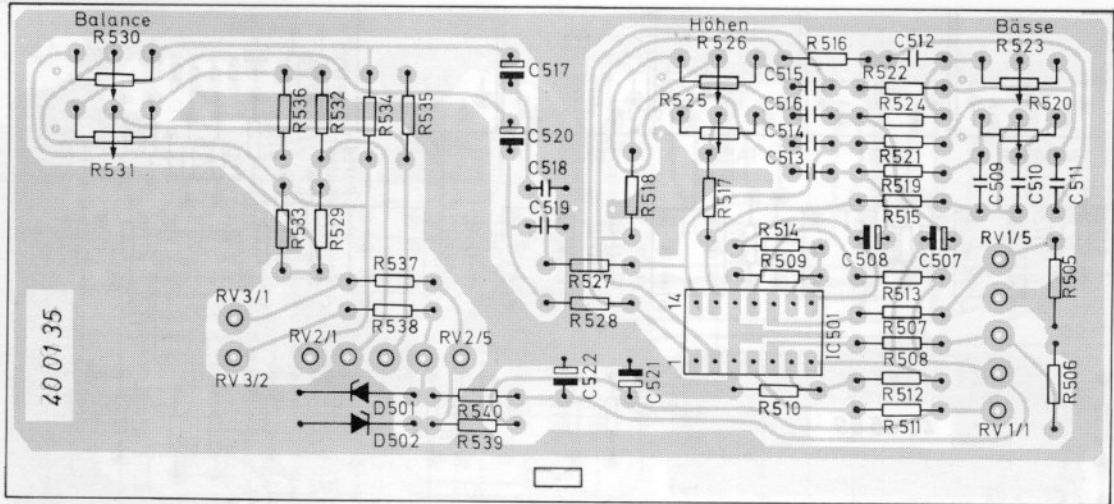 Balance
R530
R531
R536
R532
R534
R535
R533
R529
C517
C520
C518
C519
R518
R517
Höhen
R526
R525
R516
C512
C515
C516
C514
C513
R522
R524
R521
R519
R515
Bässe
R523
R520
C509
C510
C511
R514
R509
C508
C507
RV1/5
R505
R537
R538
R527
R528
14
1
IC501
R513
R507
R508
R512
R511
R510
R506
RV1/1
RV3/1
RV3/2
RV2/1
RV2/5
D501
D502
R540
R539
C522
C521
40 01 35